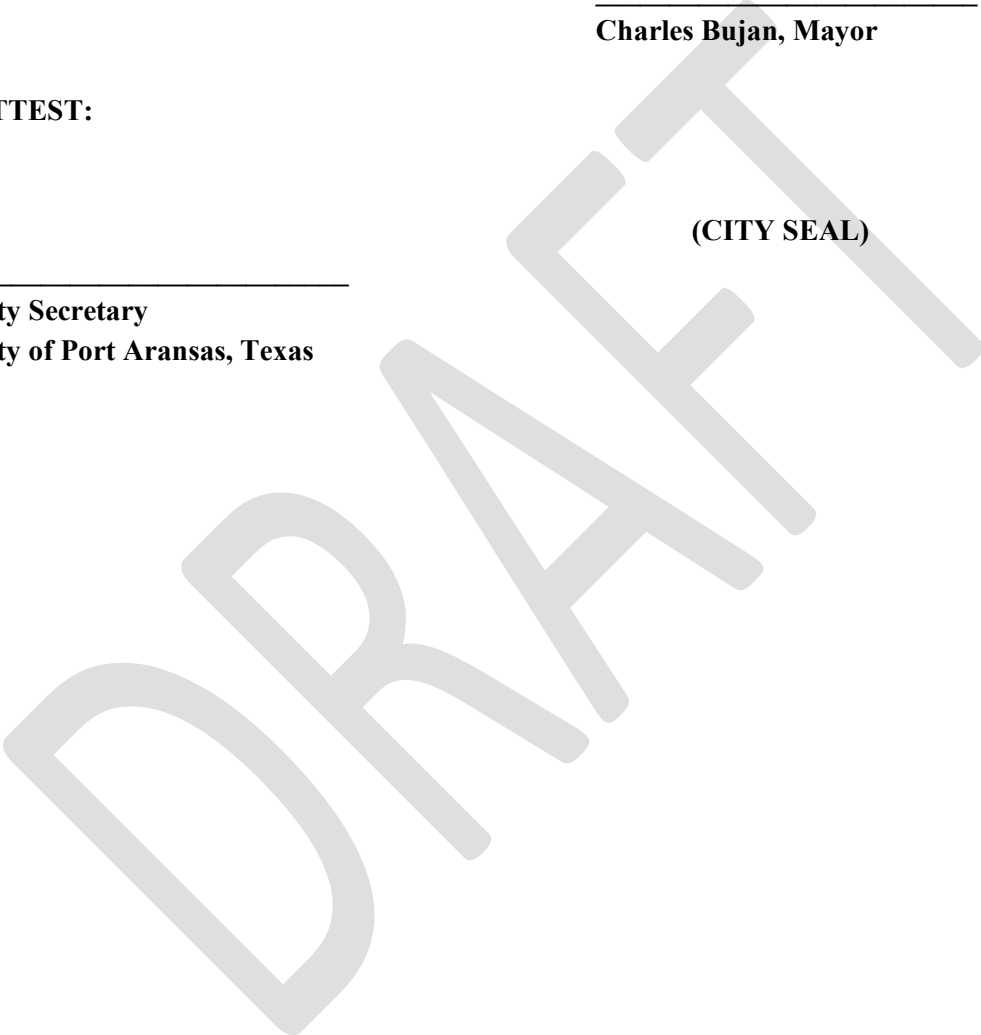 Charles Bujan, Mayor
TTEST:
(CITY SEAL)
ty Secretary
ty of Port Aransas, Texas
DRAFT